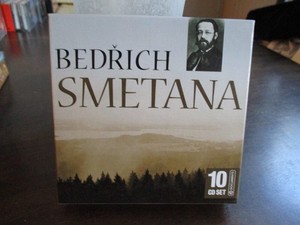 BEDŘICH
SMETANA
10
CD-SET